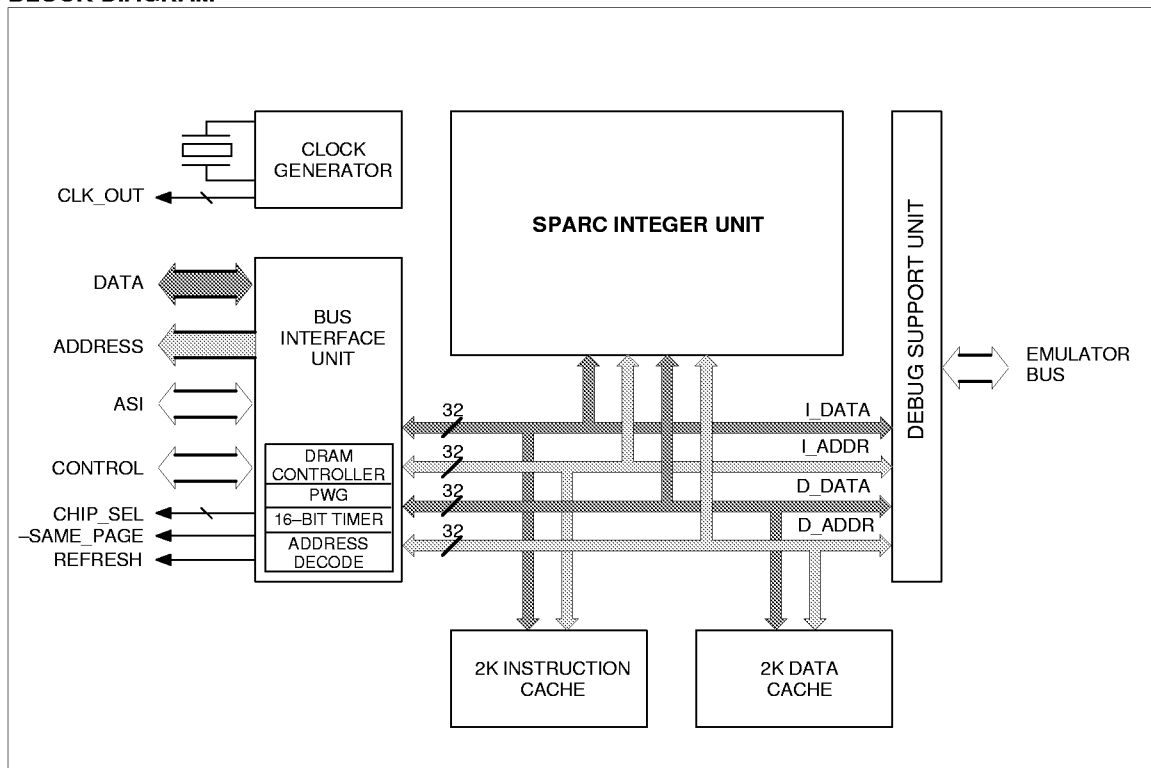 BLOCK DIAGRAM
CLOCK
GENERATOR
CLK_OUT
SPARC INTEGER UNIT
DEBUG SUPPORT UNIT
DATA
ADDRESS
ASI
CONTROL
CHIP_SEL
–SAME_PAGE
REFRESH
BUS
INTERFACE
UNIT
DRAM
CONTROLLER
PWG
16–BIT TIMER
ADDRESS
DECODE
32
I_DATA
32
I_ADDR
32
D_DATA
32
D_ADDR
EMULATOR
BUS
2K INSTRUCTION
CACHE
2K DATA
CACHE